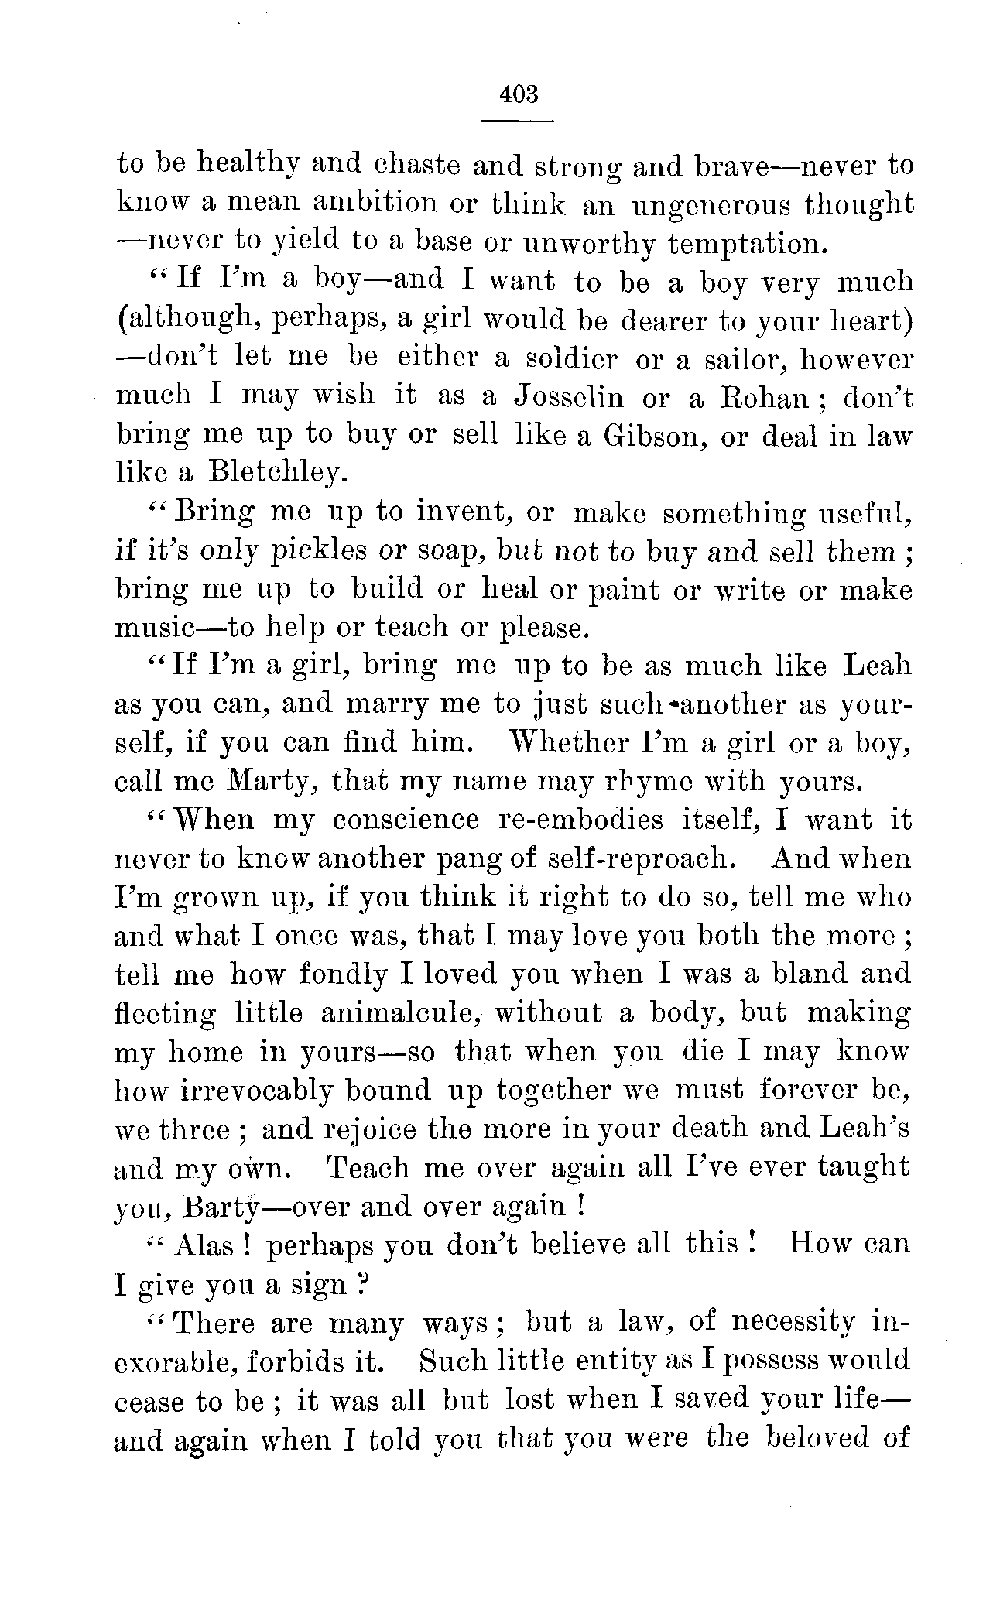 403
to be healthy and chaste and strong and brave—never to
know a mean ambition or think an ungenerous thought
—never to yield to a base or unworthy temptation.
“If I’m a boy—and I want to be a boy very much
(although, perhaps, a girl would be dearer to your heart)
—don’t let me be either a soldier or a sailor, however
much I may wish it as a Josselin or a Rohan; don’t
bring me up to buy or sell like a Gibson, or deal in law
like a Bletchley.
“Bring me up to invent, or make something useful,
if it’s only pickles or soap, but not to buy and sell them;
bring me up to build or heal or paint or write or make
music—to help or teach or please.
“If I’m a girl, bring me up to be as much like Leah
as you can, and marry me to just such another as your-
self, if you can find him. Whether I’m a girl or a boy,
call me Marty, that my name may rhyme with yours.
“When my conscience re-embodies itself, I want it
never to know another pang of self-reproach. And when
I’m grown up, if you think it right to do so, tell me who
and what I once was, that I may love you both the more;
tell me how fondly I loved you when I was a bland and
fleeting little animalcule, without a body, but making
my home in yours—so that when you die I may know
how irrevocably bound up together we must forever be,
we three; and rejoice the more in your death and Leah’s
and my own. Teach me over again all I’ve ever taught
you, Barty—over and over again!
“Alas! perhaps you don’t believe all this! How can
I give you a sign?
“There are many ways; but a law, of necessity in-
exorable, forbids it. Such little entity as I possess would
cease to be; it was all but lost when I saved your life—
and again when I told you that you were the beloved of